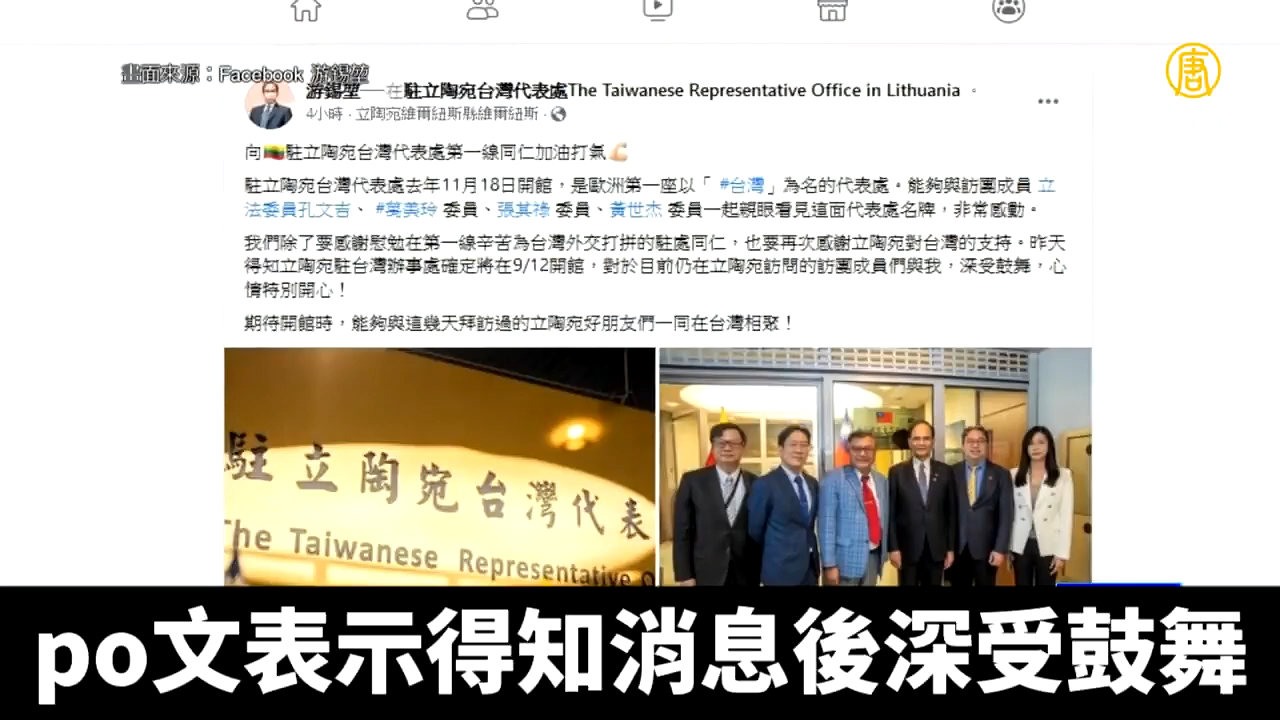 畫面來源：Facebook 游錫堃
唐
游錫堃——在駐立陶宛台灣代表處The Taiwanese Representative Office in Lithuania 。
4小時 · 立陶宛維爾紐斯縣維爾紐斯 ·
向🇱🇹駐立陶宛台灣代表處第一線同仁加油打氣💪🏻
駐立陶宛台灣代表處去年11月18日開館，是歐洲第一座以「 #台灣」為名的代表處。能夠與訪團成員 立
法委員孔文吉、 #萬美玲 委員、張其祿 委員、黃世杰 委員一起親眼看見這面代表處名牌，非常感動。
我們除了要感謝慰勉在第一線辛苦為台灣外交打拼的駐處同仁，也要再次感謝立陶宛對台灣的支持。昨天
得知立陶宛駐台灣辦事處確定將在9/12開館，對於目前仍在立陶宛訪問的訪團成員們與我，深受鼓舞，心
情特別開心！
期待開館時，能夠與這幾天拜訪過的立陶宛好朋友們一同在台灣相聚！
駐立陶宛台灣代表
The Taiwanese Representative O
po文表示得知消息後深受鼓舞